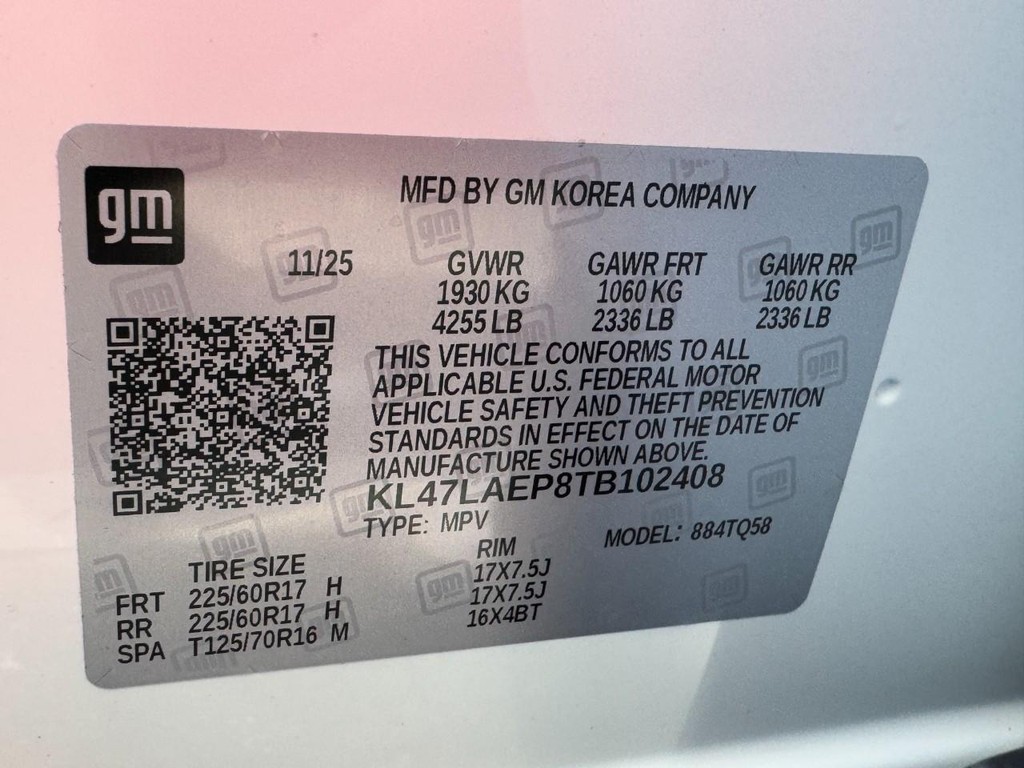 gm
MFD BY GM KOREA COMPANY
11/25 GVWR GAWR FRT GAWR RR
1930 KG 1060 KG 1060 KG
4255 LB 2336 LB 2336 LB
THIS VEHICLE CONFORMS TO ALL
APPLICABLE U.S. FEDERAL MOTOR
VEHICLE SAFETY AND THEFT PREVENTION
STANDARDS IN EFFECT ON THE DATE OF
MANUFACTURE SHOWN ABOVE.
KL47LAEP8TB102408
TYPE: MPV MODEL: 884TQ58
TIRE SIZE RIM
FRT 225/60R17 H 17X7.5J
RR 225/60R17 H 17X7.5J
SPA T125/70R16 M 16X4BT